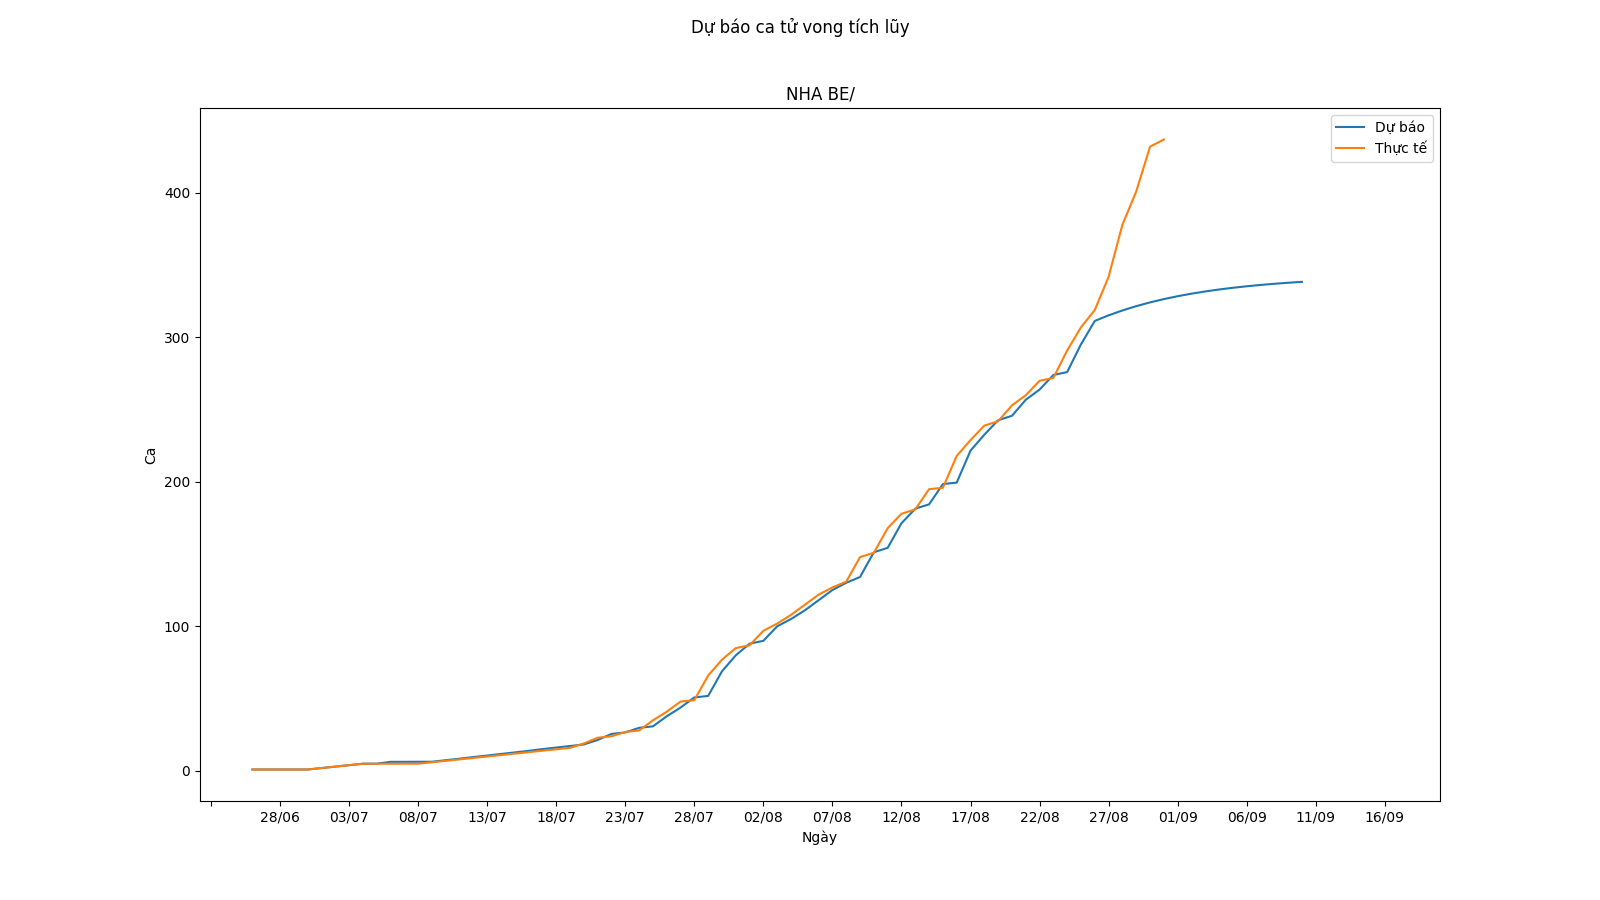 Dự báo ca tử vong tích lũy
NHA BE/
Dự báo
Thực tế
400
300
200
100
0
Ca
28/06 03/07 08/07 13/07 18/07 23/07 28/07 02/08 07/08 12/08 17/08 22/08 27/08 01/09 06/09 11/09 16/09
Ngày